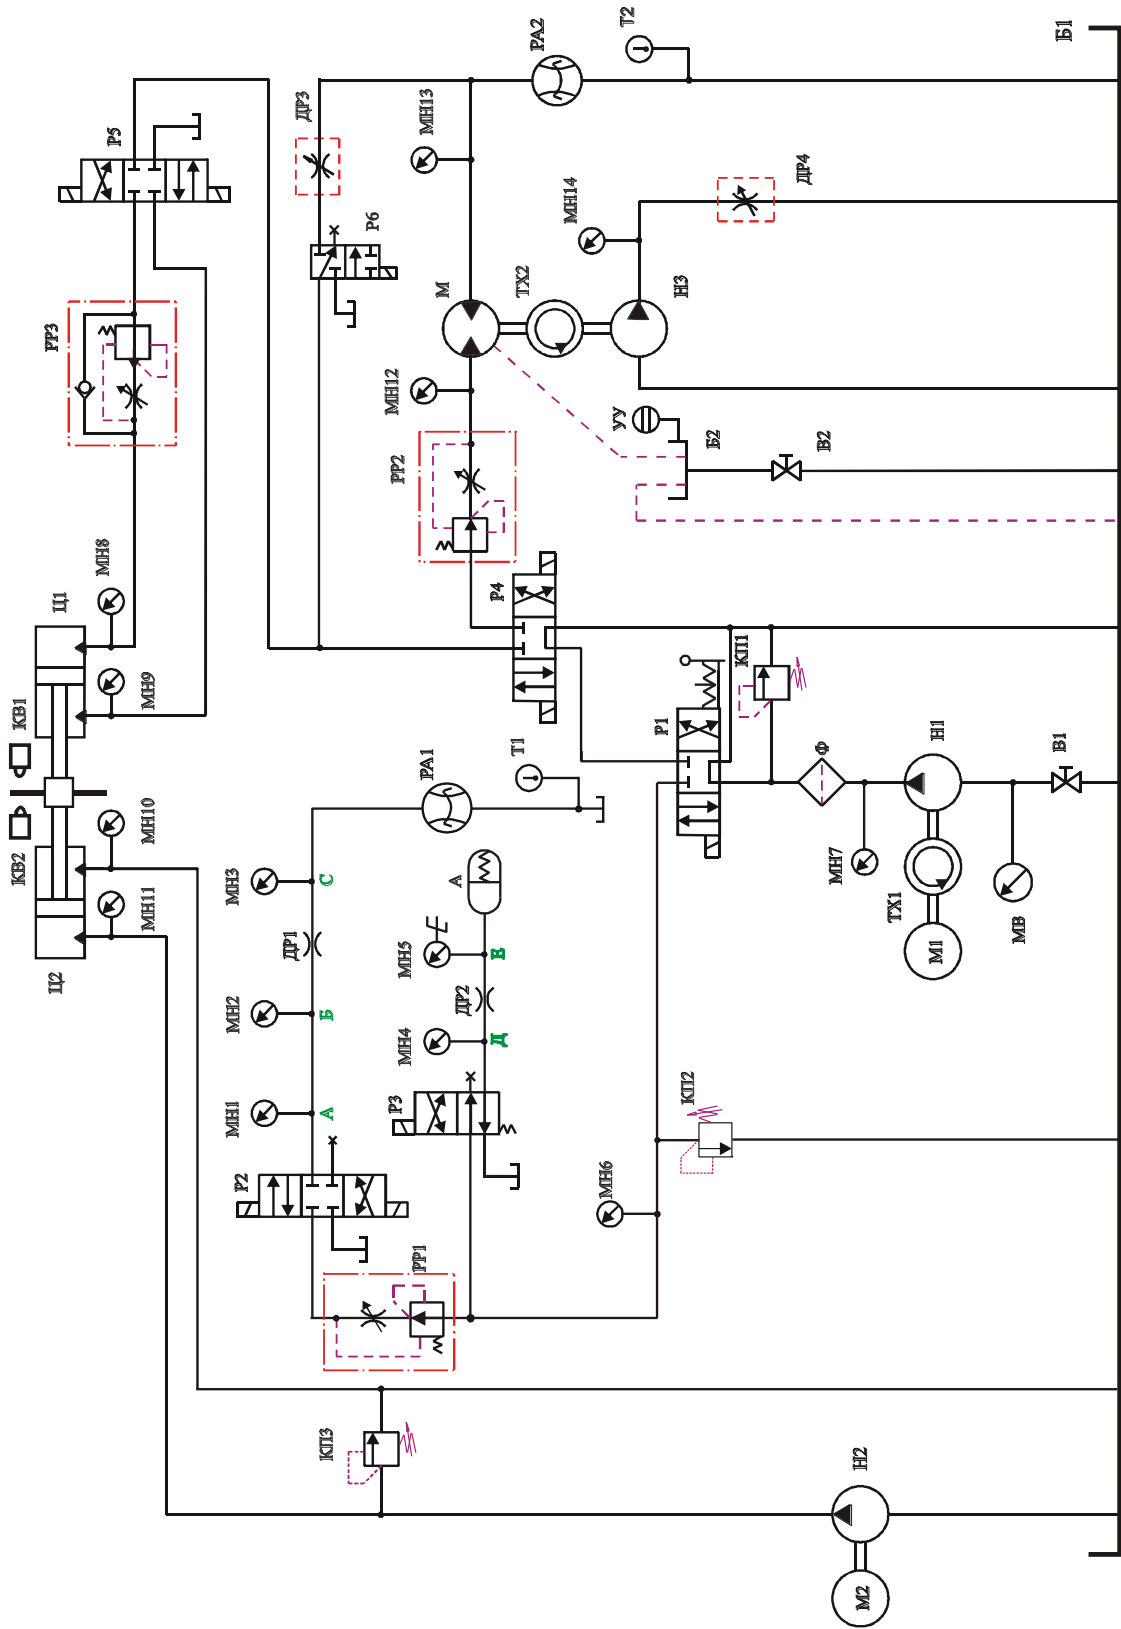 Б1
Т2
РА2
МН13
ДР3
Р5
ДР4
МН14
Р6
Н3
ТХ2
М
РР3
МН12
УУ
Б2
В2
РР2
МН8
Ц1
Р4
КП1
МН9
КВ1
Р1
Н1
В1
Ф
Т1
РА1
МН10
КВ2
МН7
ТХ1
МВ
М1
МН11
Ц2
МН3
С
А
ДР1
МН5
Е
МН2
Б
ДР2
МН4
Д
МН1
А
Р3
КП2
Р2
МН6
РР1
КП3
Н2
М2